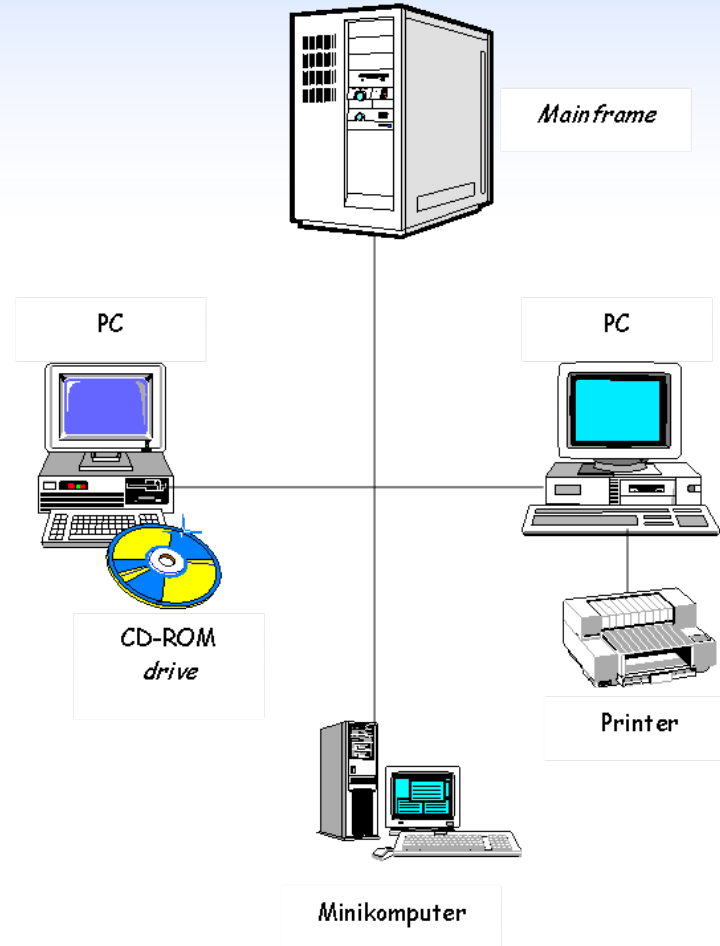 Mainframe
PC
PC
CD-ROM
drive
Printer
Minikomputer